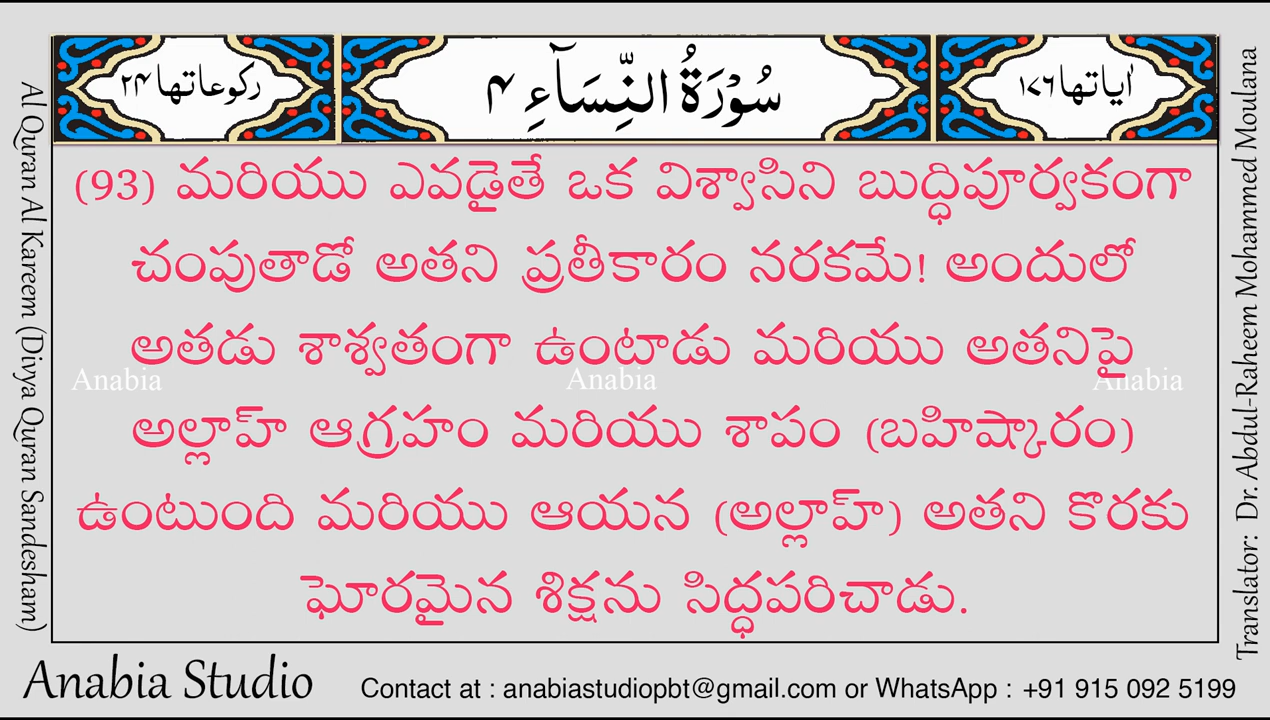 رکوعاتها ۲۴
سُوْرَةُ النِّسَآءِ ۴
اٰیاتها ۱۷۶
Al Quran Al Kareem (Divya Quran Sandesham)
(93) మరియు ఎవడైతే ఒక విశ్వాసిని బుద్ధిపూర్వకంగా
చంపుతాడో అతని ప్రతీకారం నరకమే! అందులో
అతడు శాశ్వతంగా ఉంటాడు మరియు అతనిపై
Anabia Anabia Anabia
అల్లాహ్ ఆగ్రహం మరియు శాపం (బహిష్కారం)
ఉంటుంది మరియు ఆయన (అల్లాహ్) అతని కొరకు
ఘోరమైన శిక్షను సిద్ధపరిచాడు.
Translator: Dr. Abdul-Raheem Mohammed Moulana
Anabia Studio
Contact at : anabiastudiopbt@gmail.com or WhatsApp : +91 915 092 5199